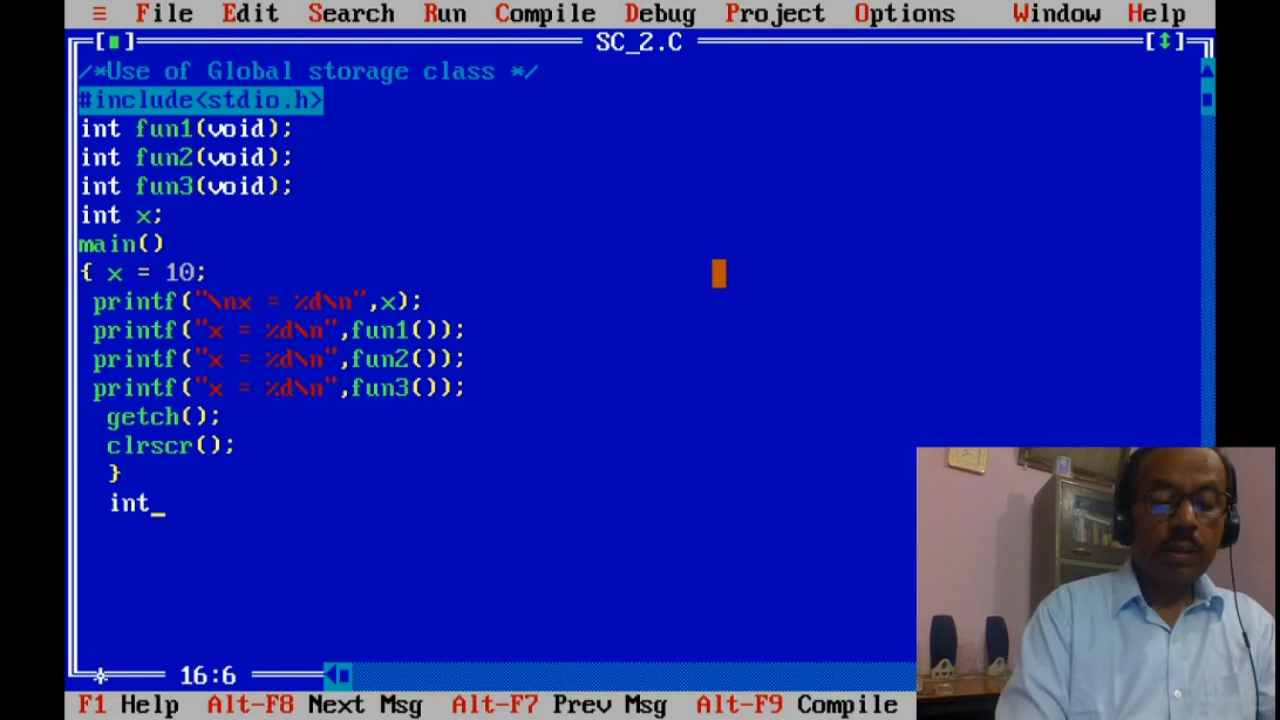 ≡ File Edit Search Run Compile Debug Project Options Window Help
SC_2.C
/*Use of Global storage class */
#include<stdio.h>
int fun1(void);
int fun2(void);
int fun3(void);
int x;
main()
{ x = 10;
printf("\nx = %d\n",x);
printf("x = %d\n",fun1());
printf("x = %d\n",fun2());
printf("x = %d\n",fun3());
getch();
clrscr();
}
int_
16:6
F1 Help Alt-F8 Next Msg Alt-F7 Prev Msg Alt-F9 Compile